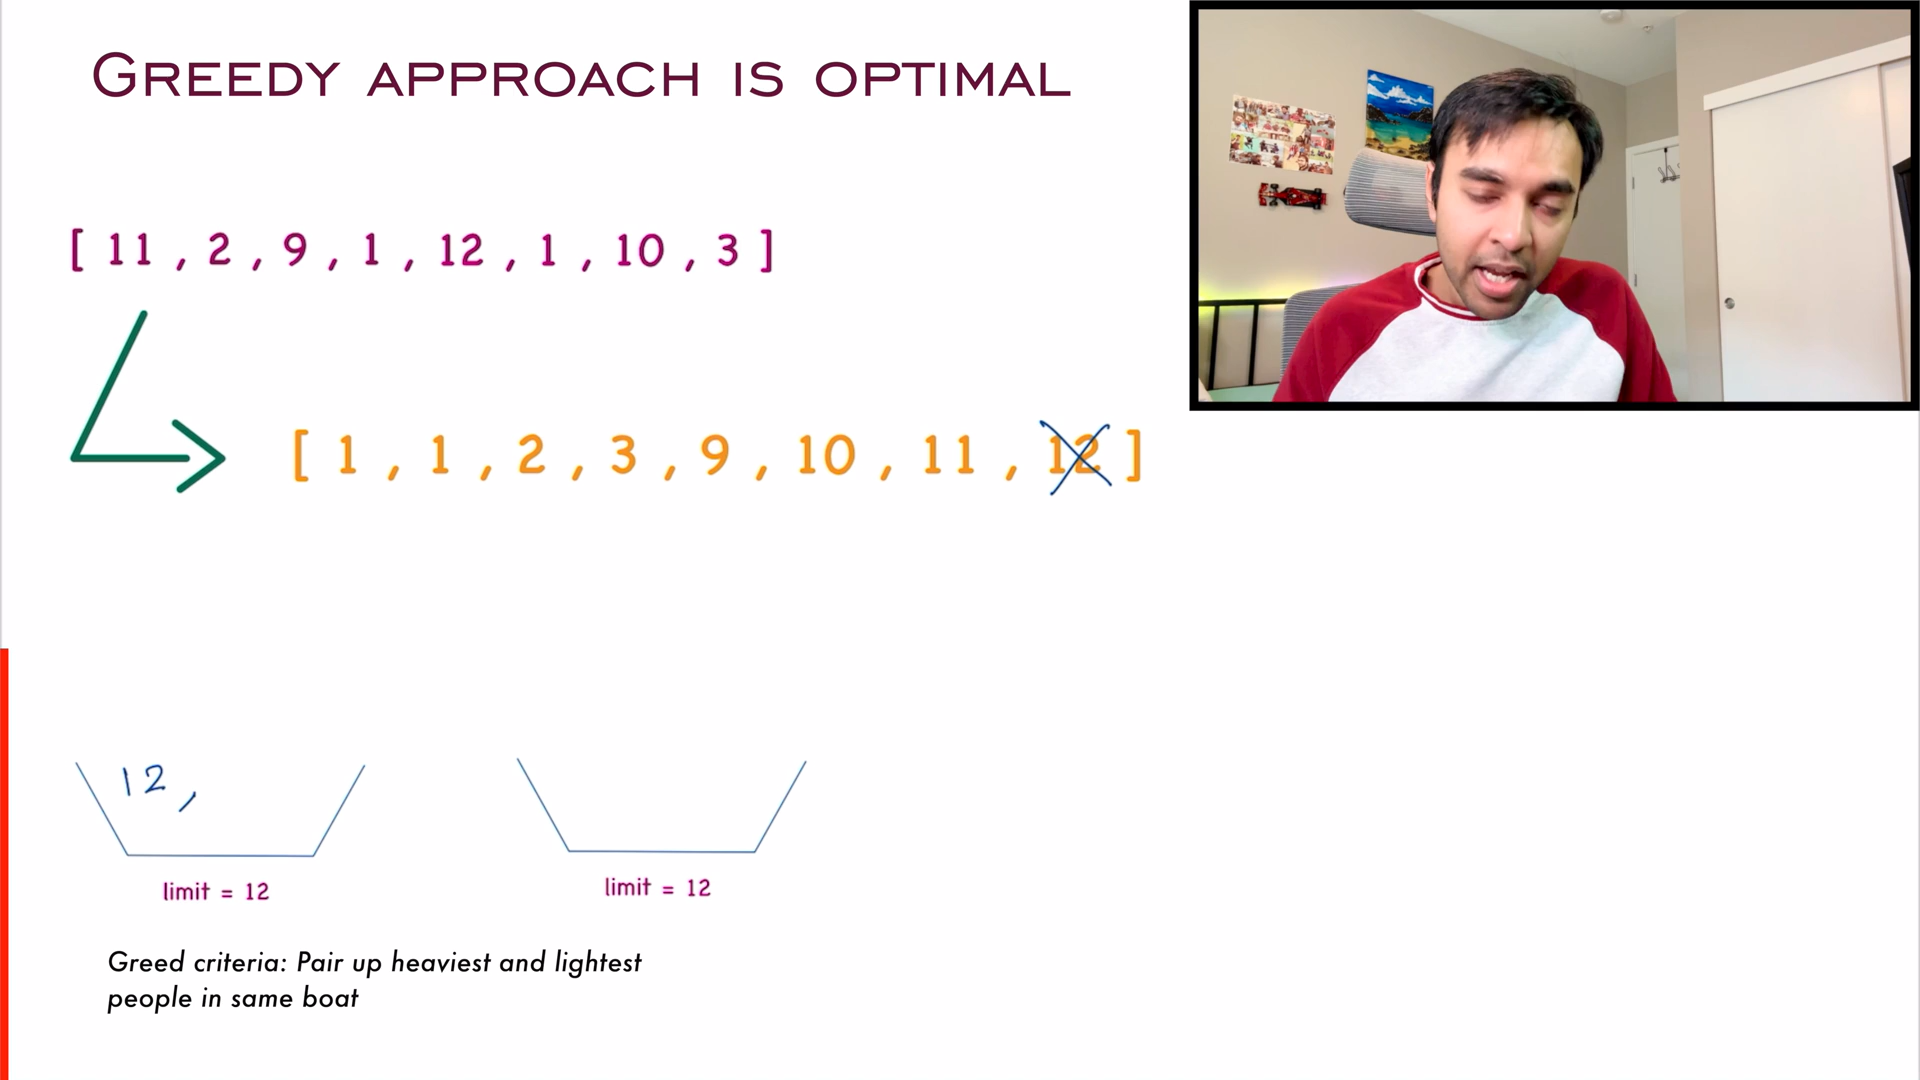 GREEDY APPROACH IS OPTIMAL
[ 11 , 2 , 9 , 1 , 12 , 1 , 10 , 3 ]
[ 1 , 1 , 2 , 3 , 9 , 10 , 11 , 12 ]
12 ,
limit = 12
limit = 12
Greed criteria: Pair up heaviest and lightest
people in same boat